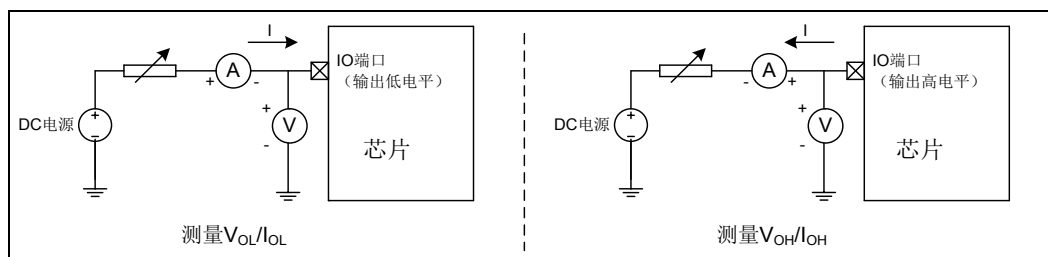 I
IO端口
（输出低电平）
+ A -
DC电源
+
-
+
V
-
芯片
测量VOL/IOL
I
IO端口
（输出高电平）
- A +
DC电源
+
-
+
V
-
芯片
测量VOH/IOH